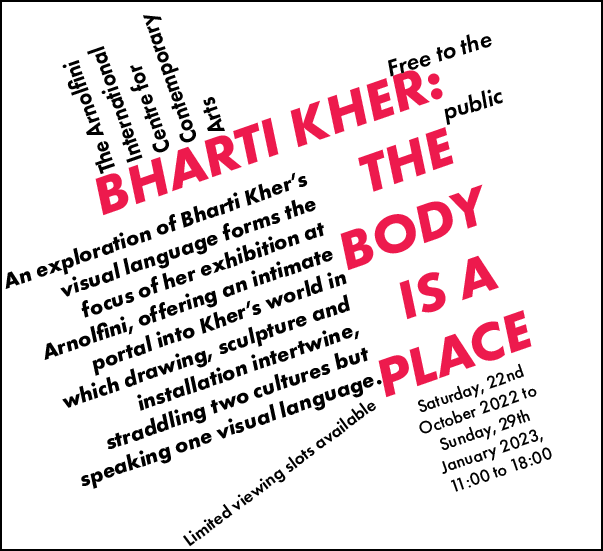 The Arnolfini
International
Centre for
Contemporary
Arts
Free to the
public
BHARTI KHER:
THE
BODY
IS A
PLACE
An exploration of Bharti Kher’s
visual language forms the
focus of her exhibition at
Arnolfini, offering an intimate
portal into Kher’s world in
which drawing, sculpture and
installation intertwine,
straddling two cultures but
speaking one visual language.
Limited viewing slots available
Saturday, 22nd
October 2022 to
Sunday, 29th
January 2023,
11:00 to 18:00